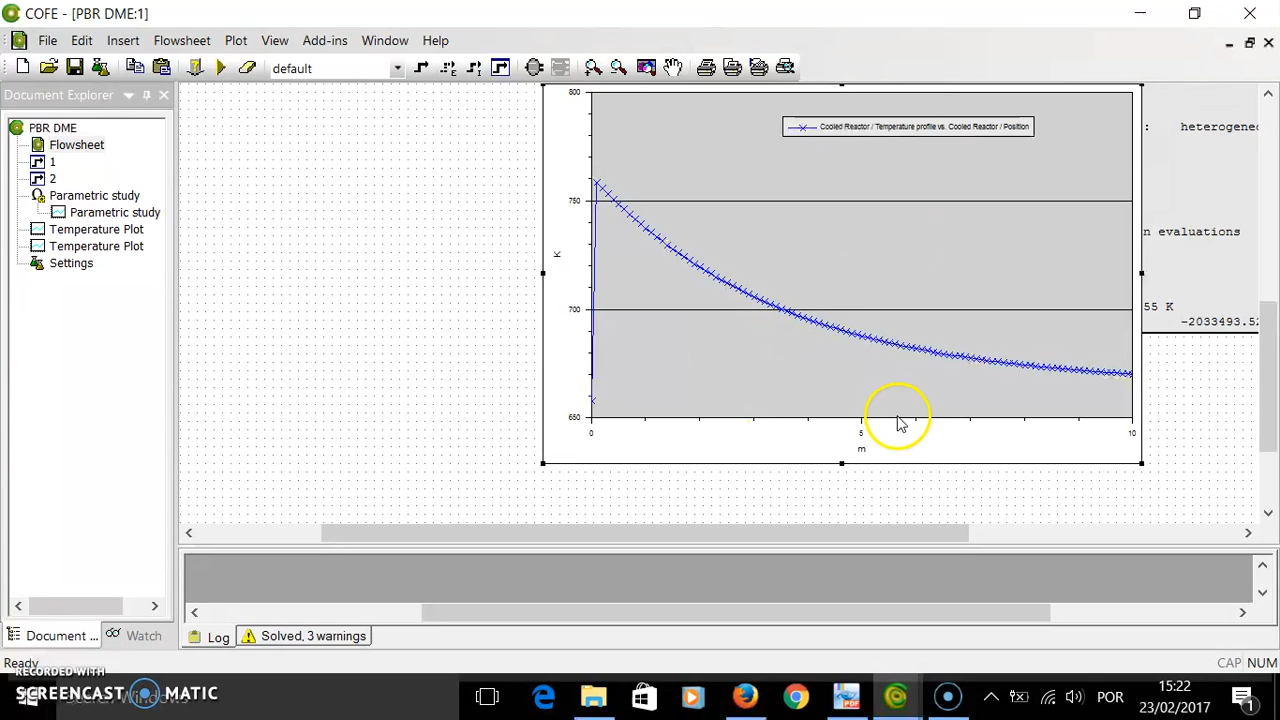 COFE - [PBR DME:1]
File Edit Insert Flowsheet Plot View Add-ins Window Help
default
Document Explorer
PBR DME
Flowsheet
1
2
Parametric study
Parametric study
Temperature Plot
Temperature Plot
Settings
800
750
700
650
K
0
5
10
m
Cooled Reactor / Temperature profile vs. Cooled Reactor / Position
: heterogene
n evaluations
55 K
-2033493.52
Document ... Watch
Log Solved, 3 warnings
Ready
CAP NUM
RECORDED WITH
SCREENCAST MATIC
Windows
POR
15:22
23/02/2017
1